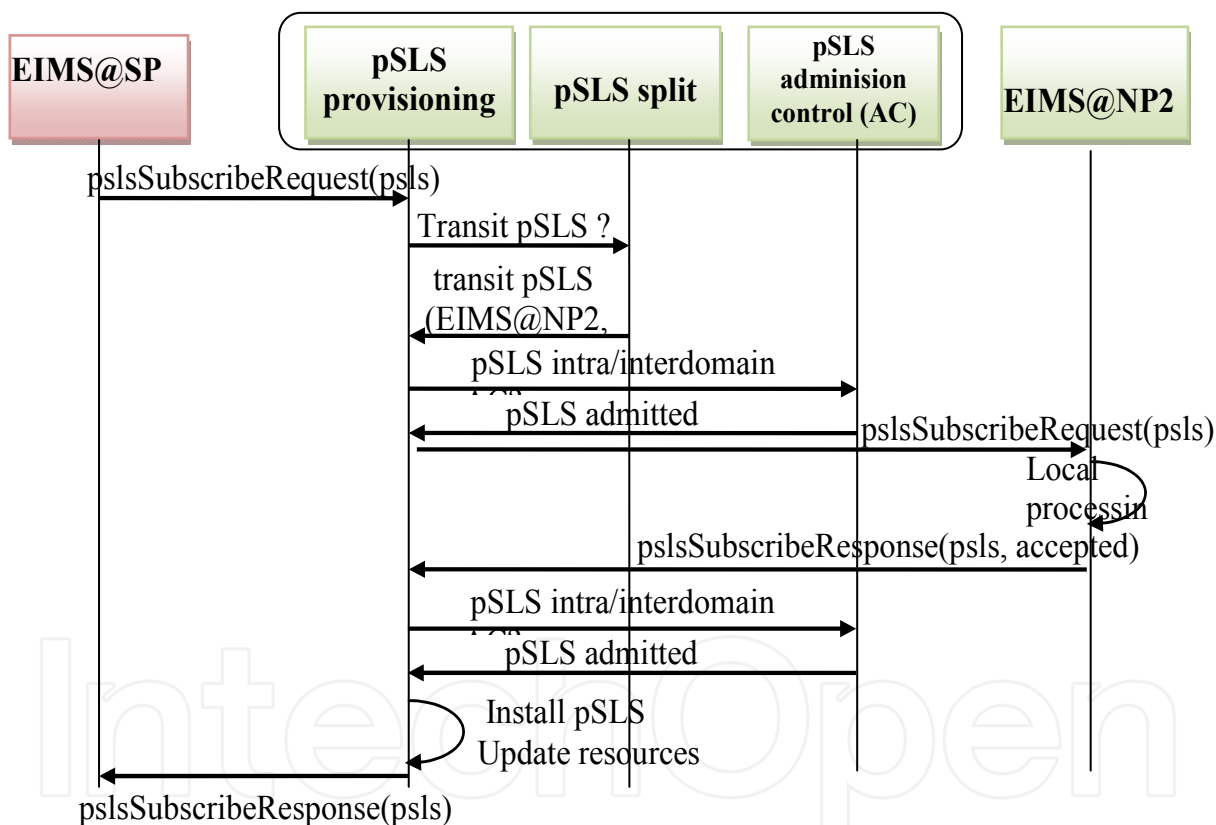 EIMS@SP
pSLS
provisioning
pSLS split
pSLS
adminision
control (AC)
EIMS@NP2
pslsSubscribeRequest(psls)
Transit pSLS ?
transit pSLS
(EIMS@NP2,
pSLS intra/interdomain
pSLS admitted
pslsSubscribeRequest(psls)
Local
processin
pslsSubscribeResponse(psls, accepted)
pSLS intra/interdomain
pSLS admitted
Install pSLS
Update resources
pslsSubscribeResponse(psls)
IntechOpen